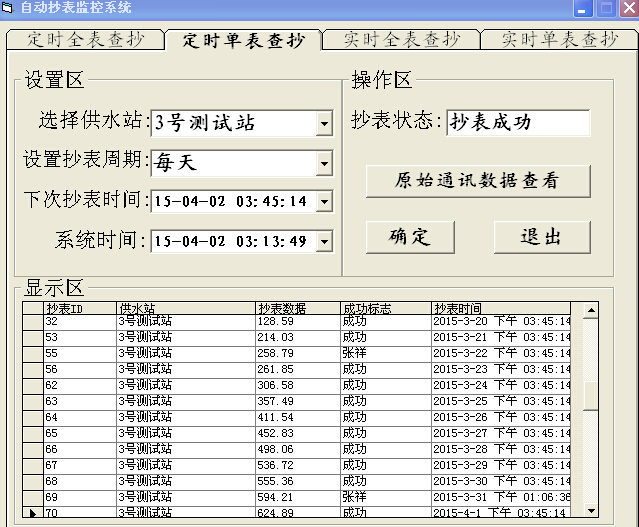 自动抄表监控系统
定时全表查抄 定时单表查抄 实时全表查抄 实时单表查抄
设置区
选择供水站: 3号测试站
设置抄表周期: 每天
下次抄表时间: 15-04-02 03:45:14
系统时间: 15-04-02 03:13:49
操作区
抄表状态: 抄表成功
原始通讯数据查看
确定 退出
显示区
抄表ID 供水站 抄表数据 成功标志 抄表时间
32 3号测试站 128.59 成功 2015-3-20 下午 03:45:14
53 3号测试站 214.03 成功 2015-3-21 下午 03:45:14
55 3号测试站 258.79 张祥 2015-3-22 下午 03:45:14
56 3号测试站 261.85 成功 2015-3-23 下午 03:45:14
62 3号测试站 306.58 成功 2015-3-24 下午 03:45:14
63 3号测试站 357.49 成功 2015-3-25 下午 03:45:14
64 3号测试站 411.54 成功 2015-3-26 下午 03:45:14
65 3号测试站 452.83 成功 2015-3-27 下午 03:45:14
66 3号测试站 498.06 成功 2015-3-28 下午 03:45:14
67 3号测试站 536.72 成功 2015-3-29 下午 03:45:14
68 3号测试站 555.36 成功 2015-3-30 下午 03:45:14
69 3号测试站 594.21 张祥 2015-3-31 下午 01:06:36
70 3号测试站 624.89 成功 2015-4-1 下午 03:45:14